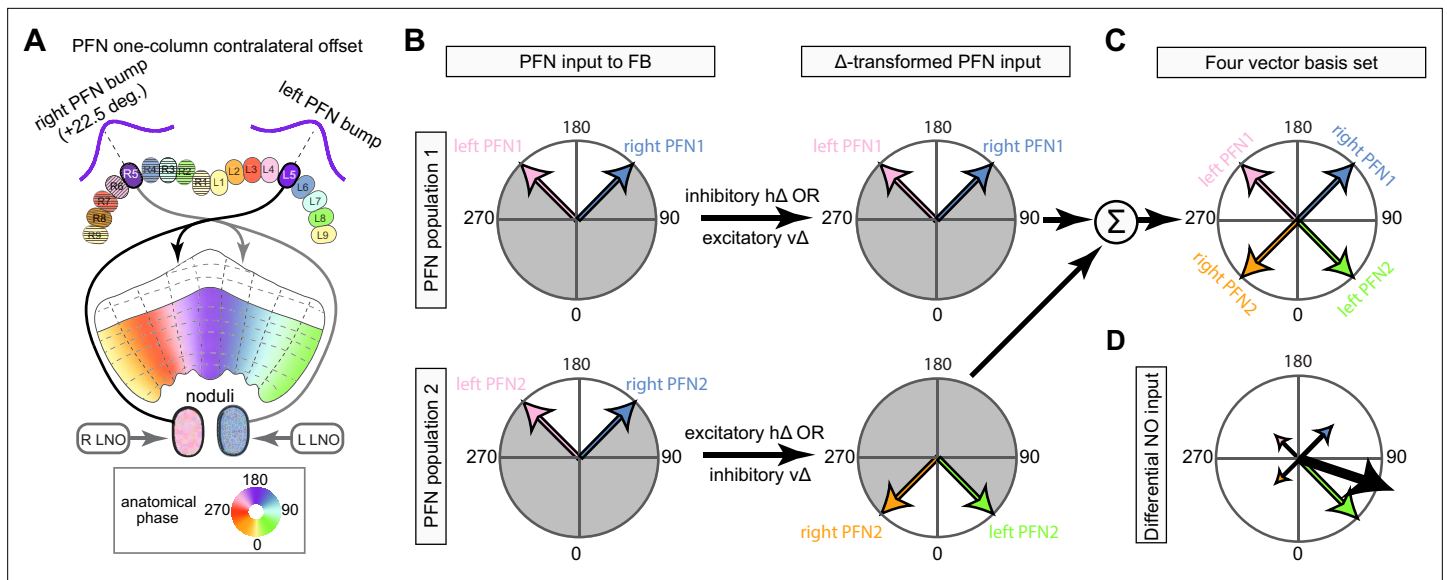 A
PFN one-column contralateral offset
right PFN bump
(+22.5 deg.)
left PFN bump
R9
R8
R7
R6
R5
R4
R3
R2
R1
L1
L2
L3
L4
L5
L6
L7
L8
L9
noduli
R LNO
L LNO
anatomical
phase
180
270
90
0
B
PFN input to FB
Δ-transformed PFN input
PFN population 1
180
left PFN1
right PFN1
270
90
0
inhibitory hΔ OR
excitatory vΔ
180
left PFN1
right PFN1
270
90
0
Σ
PFN population 2
180
left PFN2
right PFN2
270
90
0
excitatory hΔ OR
inhibitory vΔ
180
270
90
right PFN2
left PFN2
0
C
Four vector basis set
180
left PFN1
right PFN1
270
90
right PFN2
left PFN2
0
D
Differential NO input
180
270
90
0